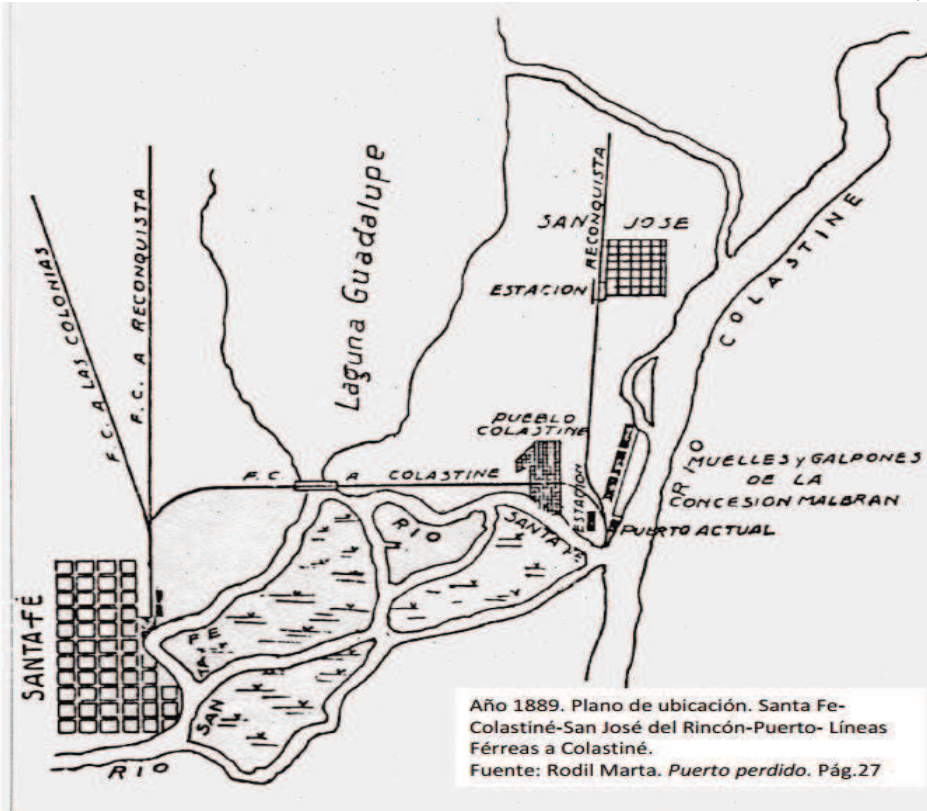 F.C. A LAS COLONIAS
F.C. A RECONQUISTA
Laguna Guadalupe
SAN JOSE
RECONQUISTA
ESTACION
COLASTINE
RIO
PUEBLO
COLASTINE
F.C. A COLASTINE
ESTACION
MUELLES y GALPONES
DE LA
CONCESION MALBRAN
PUERTO ACTUAL
RIO
SANTA FE
SANTA-FÉ
SAN
TA
FE
RIO
Año 1889. Plano de ubicación. Santa Fe-
Colastiné-San José del Rincón-Puerto- Líneas
Férreas a Colastiné.
Fuente: Rodil Marta. Puerto perdido. Pág.27